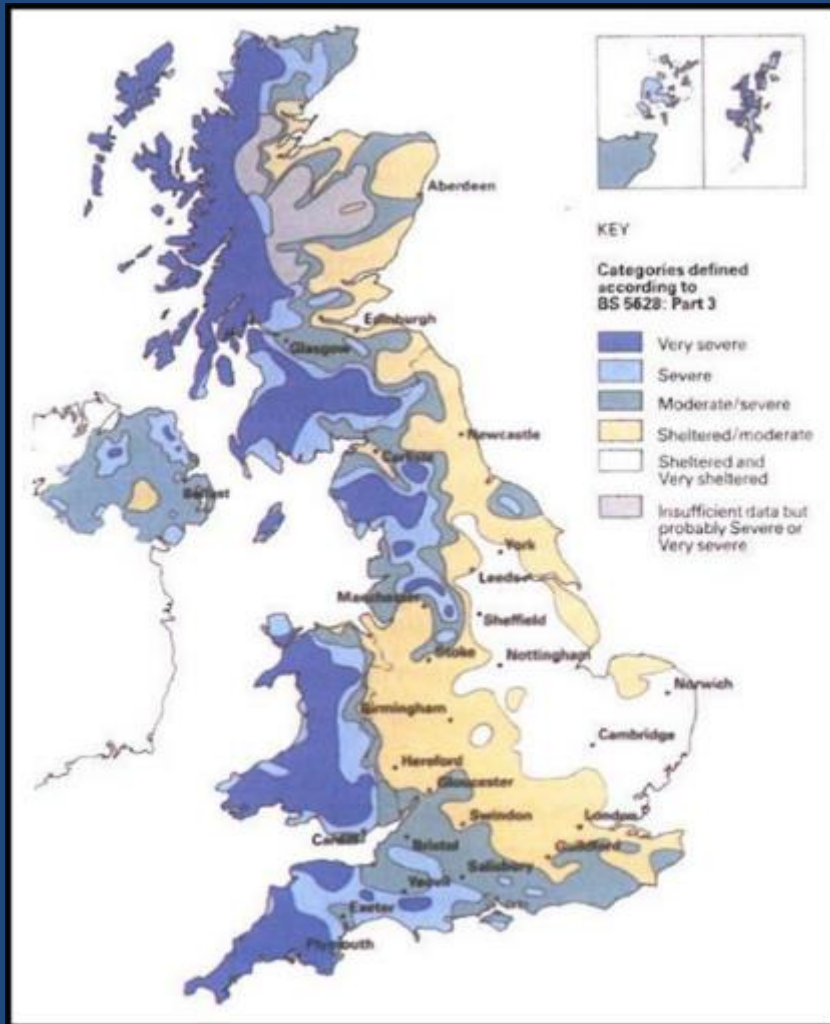 Aberdeen
KEY
Categories defined
according to
BS 5628: Part 3
Edinburgh
Glasgow
Very severe
Severe
Moderate/severe
Newcastle
Sheltered/moderate
Carlisle
Sheltered and
Very sheltered
Belfast
Insufficient data but
probably Severe or
Very severe
York
Leeds
Manchester
Sheffield
Stoke
Nottingham
Norwich
Birmingham
Cambridge
Hereford
Gloucester
Swindon
London
Cardiff
Bristol
Guildford
Salisbury
Yeovil
Exeter
Plymouth